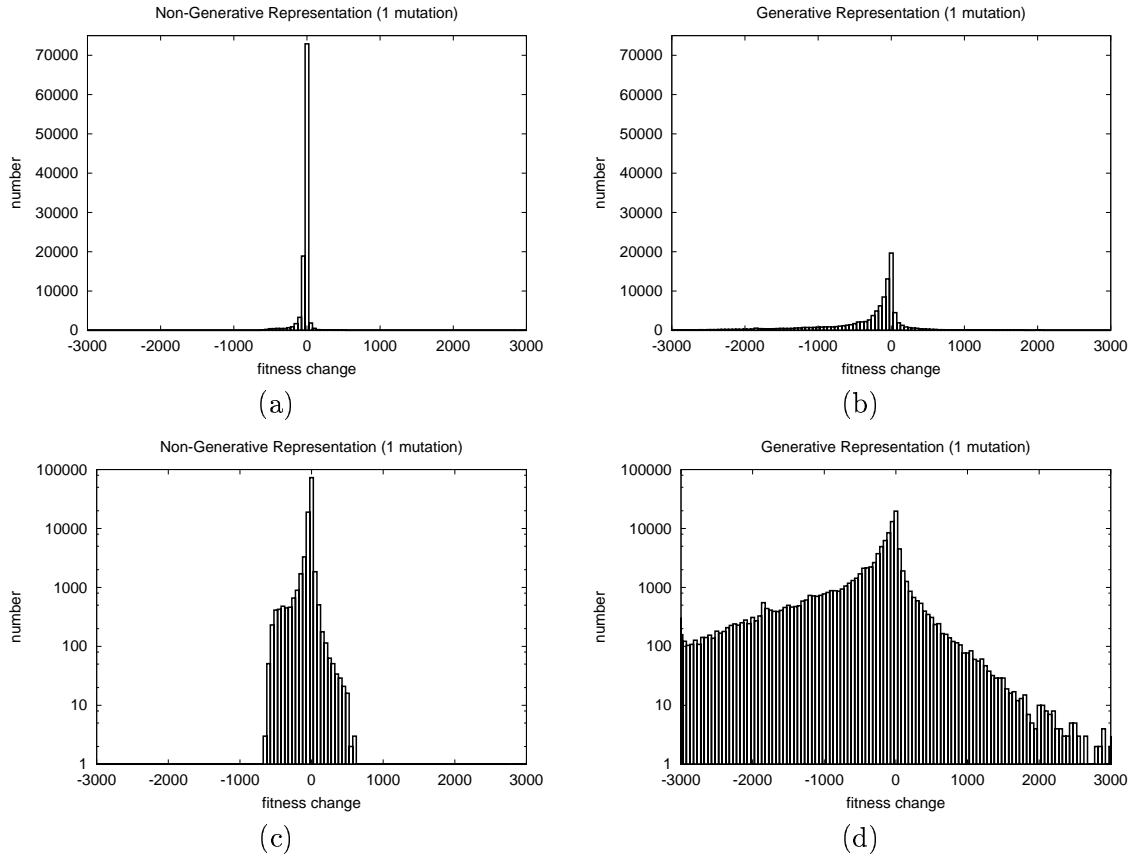 Non-Generative Representation (1 mutation)
70000
60000
50000
40000
30000
20000
10000
0
number
-3000 -2000 -1000 0 1000 2000 3000
fitness change
(a)
Generative Representation (1 mutation)
70000
60000
50000
40000
30000
20000
10000
0
number
-3000 -2000 -1000 0 1000 2000 3000
fitness change
(b)
Non-Generative Representation (1 mutation)
100000
10000
1000
100
10
1
number
-3000 -2000 -1000 0 1000 2000 3000
fitness change
(c)
Generative Representation (1 mutation)
100000
10000
1000
100
10
1
number
-3000 -2000 -1000 0 1000 2000 3000
fitness change
(d)